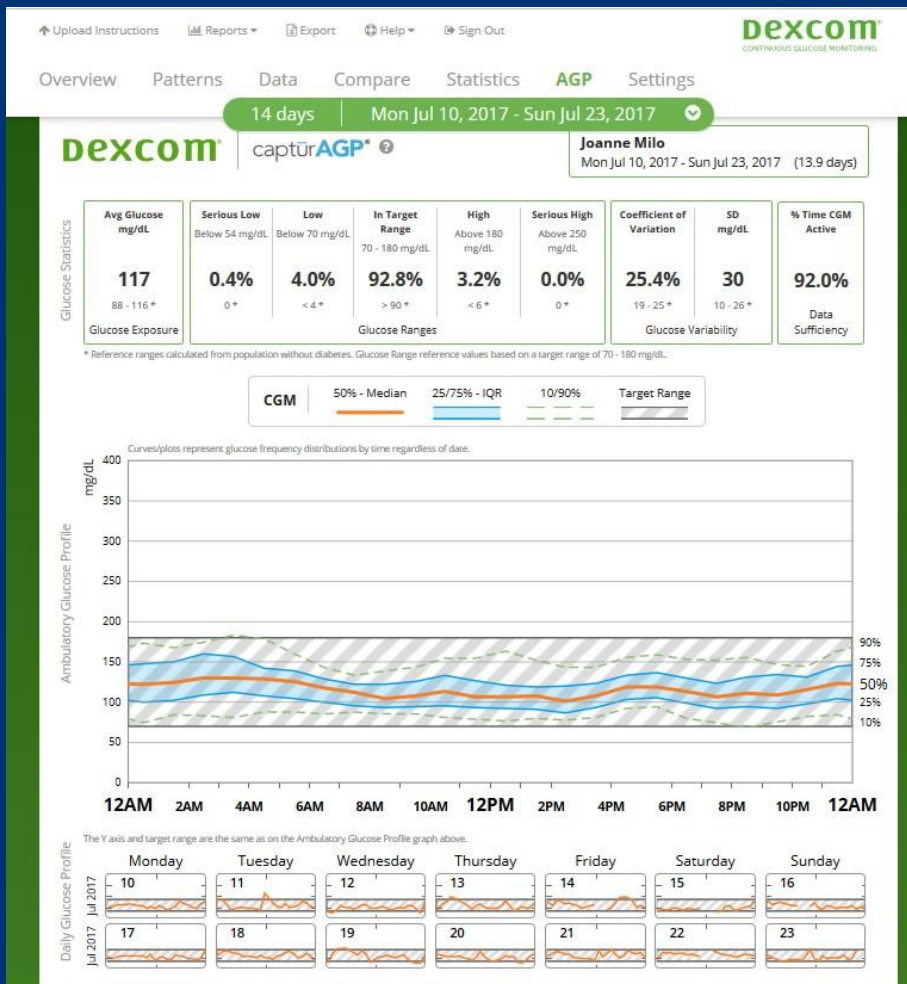 Upload Instructions Reports Export Help Sign Out
Dexcom
CONTINUOUS GLUCOSE MONITORING
Overview Patterns Data Compare Statistics AGP Settings
14 days Mon Jul 10, 2017 - Sun Jul 23, 2017
Dexcom captūrAGP* ?
Joanne Milo
Mon Jul 10, 2017 - Sun Jul 23, 2017 (13.9 days)
Glucose Statistics
Avg Glucose
mg/dL
117
88 - 116 *
Glucose Exposure
Serious Low
Below 54 mg/dL
0.4%
0 *
Low
Below 70 mg/dL
4.0%
< 4 *
In Target
Range
70 - 180 mg/dL
92.8%
> 90 *
High
Above 180
mg/dL
3.2%
< 6 *
Serious High
Above 250
mg/dL
0.0%
0 *
Glucose Ranges
Coefficient of
Variation
25.4%
19 - 25 *
SD
mg/dL
30
10 - 26 *
Glucose Variability
% Time CGM
Active
92.0%
Data
Sufficiency
* Reference ranges calculated from population without diabetes. Glucose Range reference values based on a target range of 70 - 180 mg/dL.
CGM 50% - Median 25/75% - IQR 10/90% Target Range
Curves/plots represent glucose frequency distributions by time regardless of date.
Ambulatory Glucose Profile
mg/dL
400
350
300
250
200
150
100
50
0
90%
75%
50%
25%
10%
12AM 2AM 4AM 6AM 8AM 10AM 12PM 2PM 4PM 6PM 8PM 10PM 12AM
The Y axis and target range are the same as on the Ambulatory Glucose Profile graph above.
Daily Glucose Profile
Monday Tuesday Wednesday Thursday Friday Saturday Sunday
Jul 2017 10 11 12 13 14 15 16
Jul 2017 17 18 19 20 21 22 23